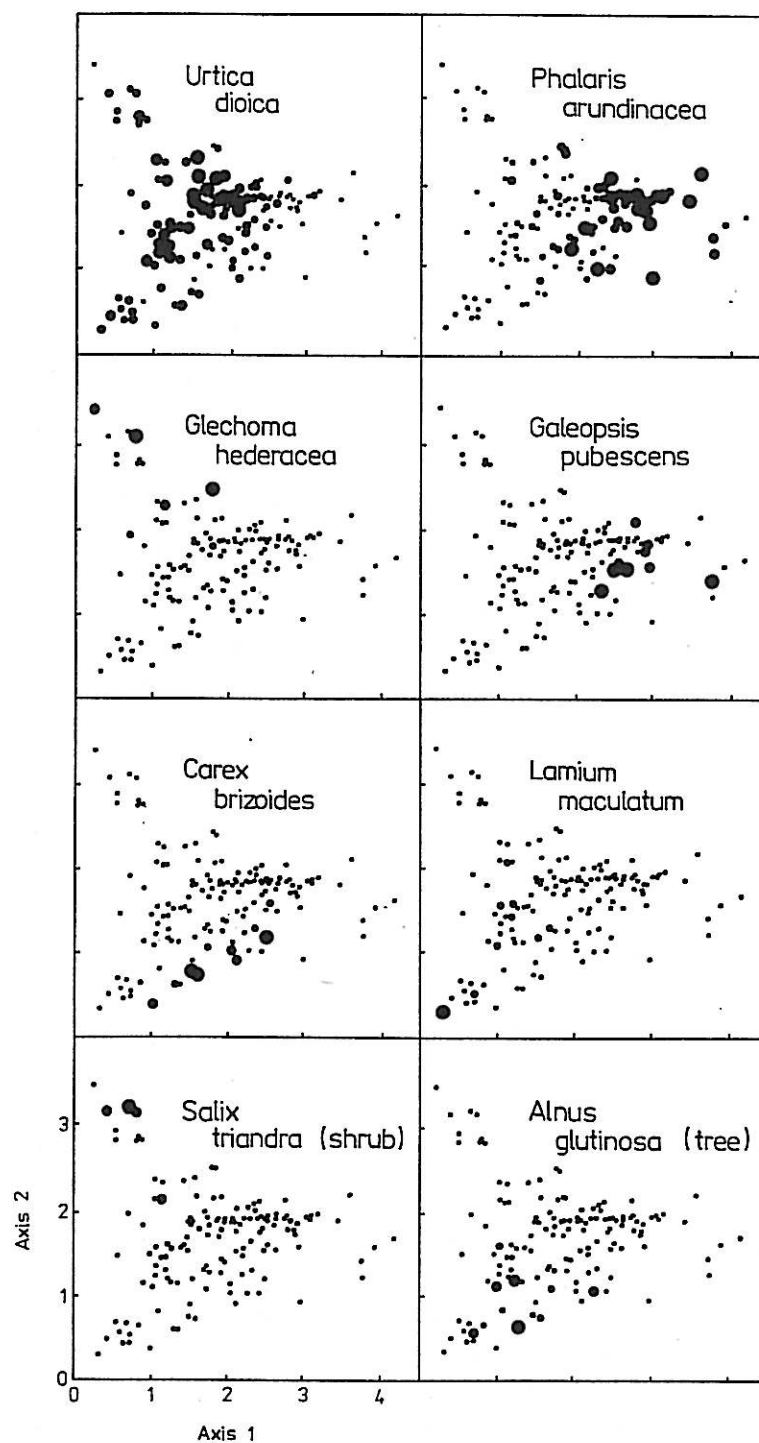 Urtica
dioica
Phalaris
arundinacea
Glechoma
hederacea
Galeopsis
pubescens
Carex
brizoides
Lamium
maculatum
Salix
triandra (shrub)
Alnus
glutinosa (tree)
3
2
1
0
Axis 2
0 1 2 3 4
Axis 1